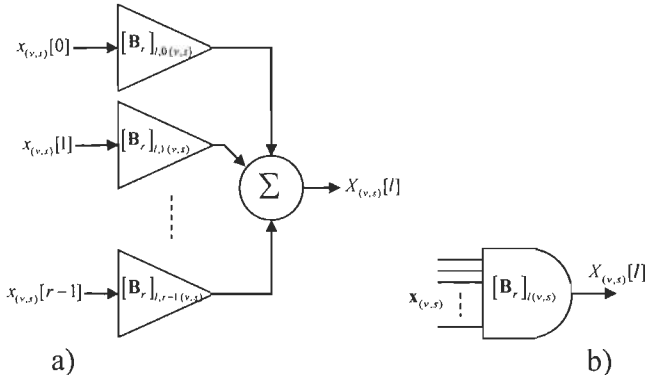 x_{(v,s)}[0]
[B_r]_{l,0(v,s)}
x_{(v,s)}[1]
[B_r]_{l,1(v,s)}
Σ
X_{(v,s)}[l]
x_{(v,s)}[r-1]
[B_r]_{l,r-1(v,s)}
a)
x_{(v,s)}
[B_r]_{l(v,s)}
X_{(v,s)}[l]
b)